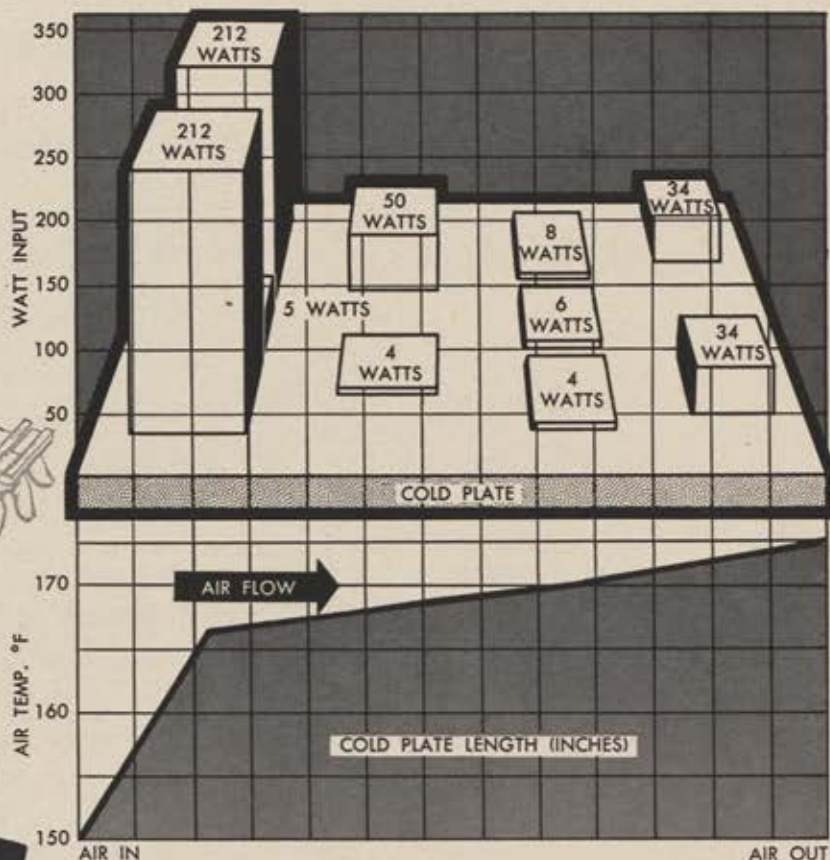 350
300
250
200
150
100
50
WATT INPUT
212
WATTS
212
WATTS
5 WATTS
50
WATTS
4
WATTS
8
WATTS
6
WATTS
4
WATTS
34
WATTS
34
WATTS
COLD PLATE
170
160
150
AIR TEMP. °F
AIR FLOW
COLD PLATE LENGTH (INCHES)
AIR IN
AIR OUT